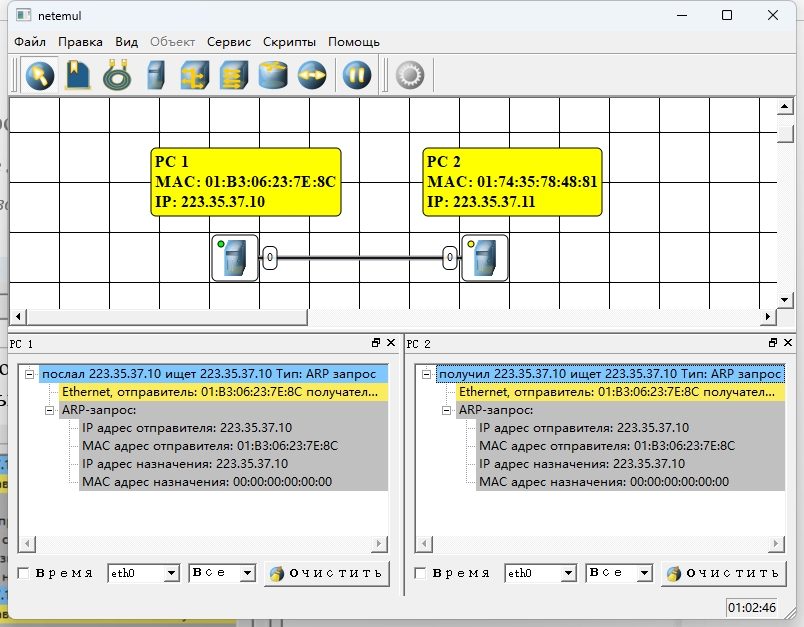 netemul
Файл Правка Вид Объект Сервис Скрипты Помощь
PC 1
MAC: 01:B3:06:23:7E:8C
IP: 223.35.37.10
PC 2
MAC: 01:74:35:78:48:81
IP: 223.35.37.11
0 0
PC 1
послал 223.35.37.10 ищет 223.35.37.10 Тип: ARP запрос
Ethernet, отправитель: 01:B3:06:23:7E:8C получател...
ARP-запрос:
IP адрес отправителя: 223.35.37.10
MAC адрес отправителя: 01:B3:06:23:7E:8C
IP адрес назначения: 223.35.37.10
MAC адрес назначения: 00:00:00:00:00:00
Время eth0 Все Очистить
PC 2
получил 223.35.37.10 ищет 223.35.37.10 Тип: ARP запрос
Ethernet, отправитель: 01:B3:06:23:7E:8C получател...
ARP-запрос:
IP адрес отправителя: 223.35.37.10
MAC адрес отправителя: 01:B3:06:23:7E:8C
IP адрес назначения: 223.35.37.10
MAC адрес назначения: 00:00:00:00:00:00
Время eth0 Все Очистить
01:02:46